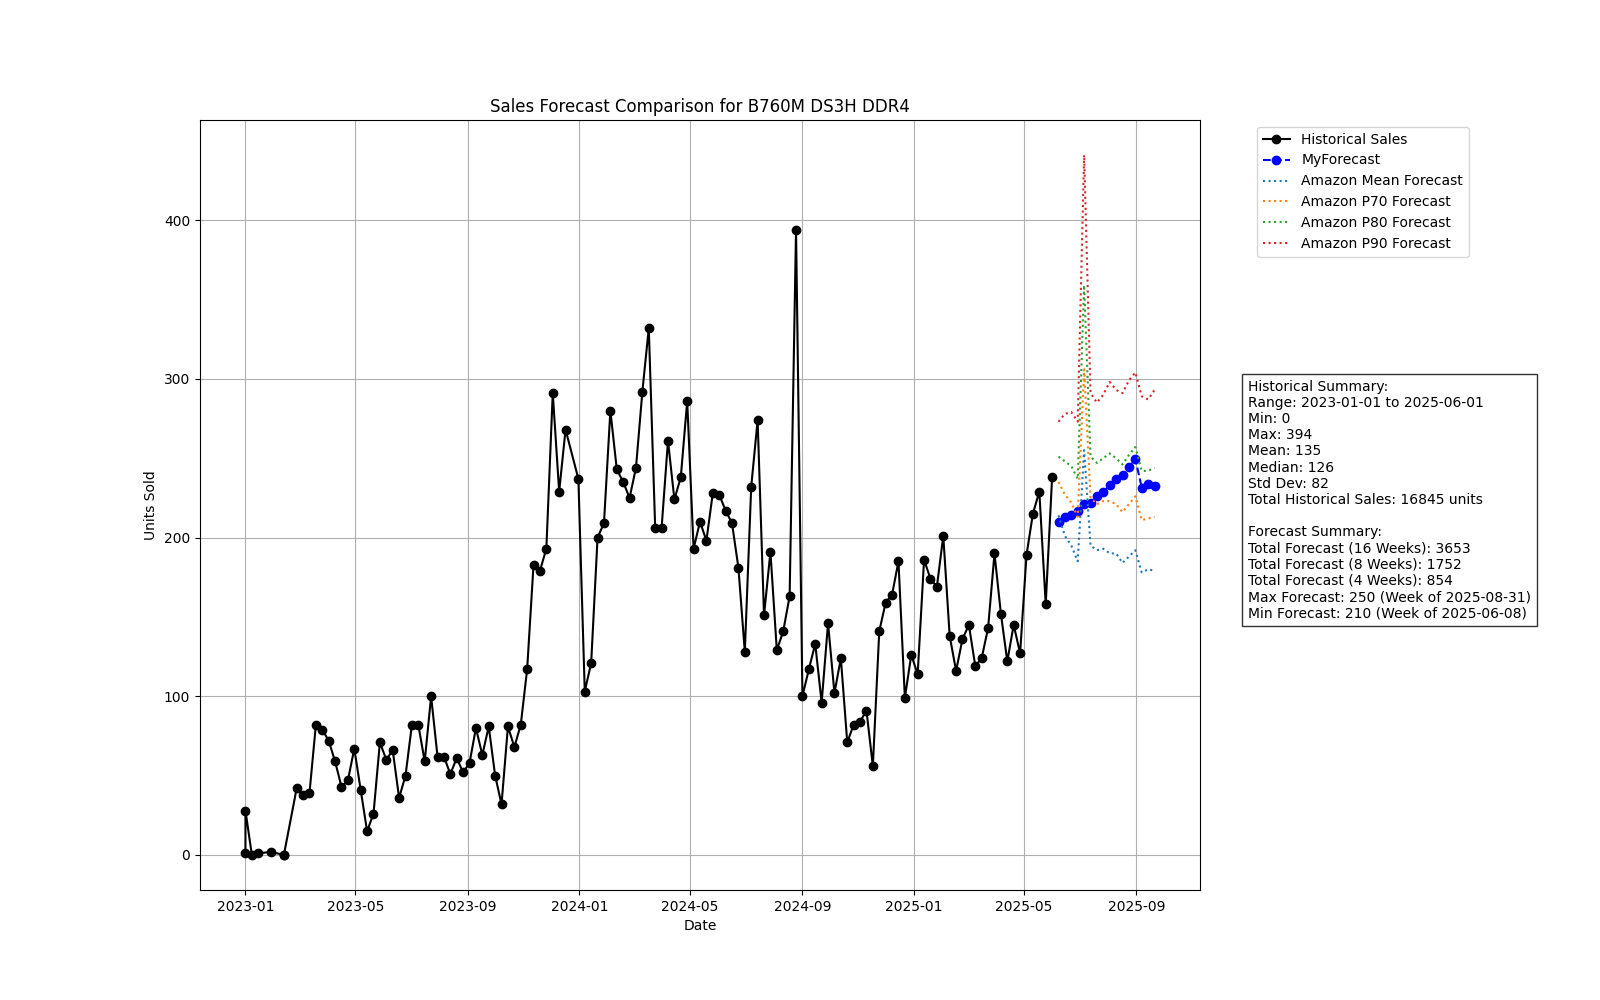 Sales Forecast Comparison for B760M DS3H DDR4
Historical Sales
MyForecast
Amazon Mean Forecast
Amazon P70 Forecast
Amazon P80 Forecast
Amazon P90 Forecast
Units Sold
400
300
200
100
0
2023-01
2023-05
2023-09
2024-01
2024-05
2024-09
2025-01
2025-05
2025-09
Date
Historical Summary:
Range: 2023-01-01 to 2025-06-01
Min: 0
Max: 394
Mean: 135
Median: 126
Std Dev: 82
Total Historical Sales: 16845 units
Forecast Summary:
Total Forecast (16 Weeks): 3653
Total Forecast (8 Weeks): 1752
Total Forecast (4 Weeks): 854
Max Forecast: 250 (Week of 2025-08-31)
Min Forecast: 210 (Week of 2025-06-08)